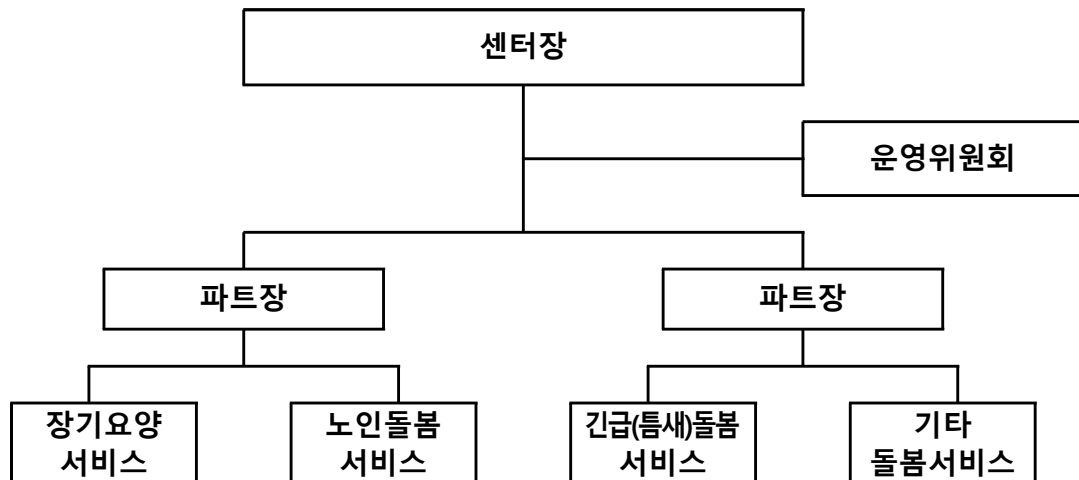 센터장
운영위원회
파트장
파트장
장기요양
서비스
노인돌봄
서비스
긴급(틈새)돌봄
서비스
기타
돌봄서비스